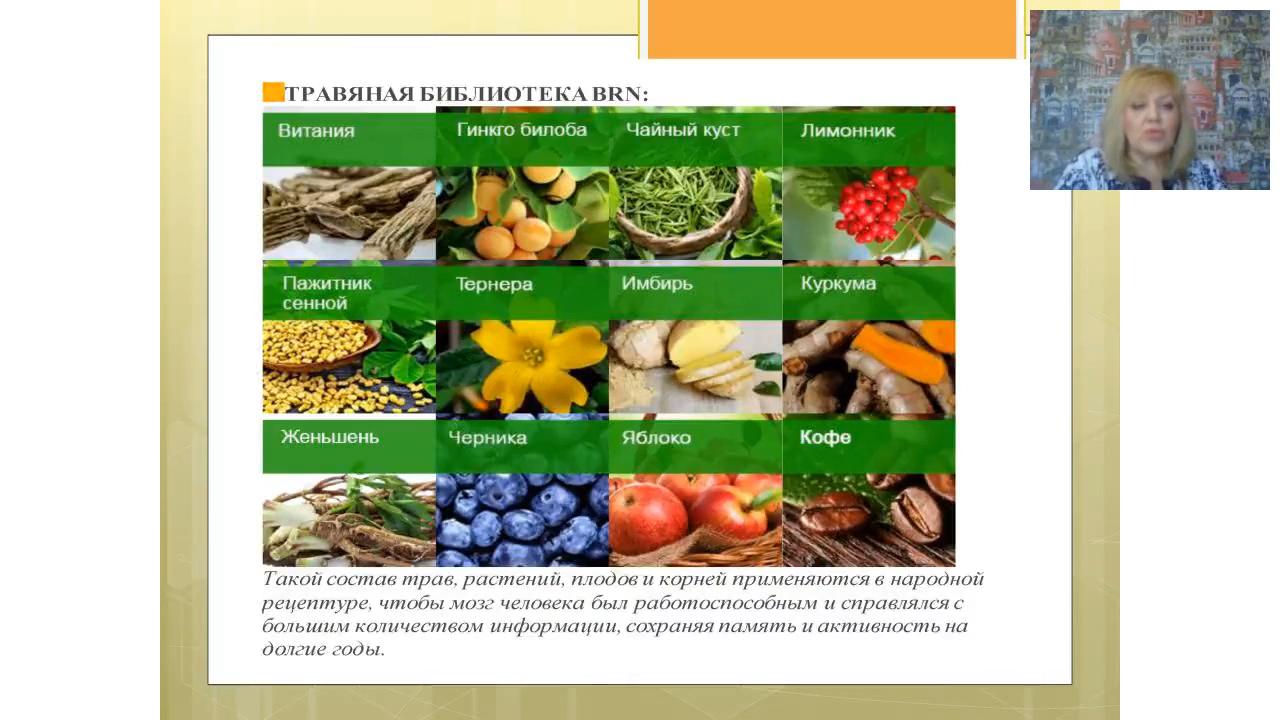 ТРАВЯНАЯ БИБЛИОТЕКА BRN:
Витания
Гинкго билоба
Чайный куст
Лимонник
Пажитник
сенной
Тернера
Имбирь
Куркума
Женьшень
Черника
Яблоко
Кофе
Такой состав трав, растений, плодов и корней применяются в народной
рецептуре, чтобы мозг человека был работоспособным и справлялся с
большим количеством информации, сохраняя память и активность на
долгие годы.